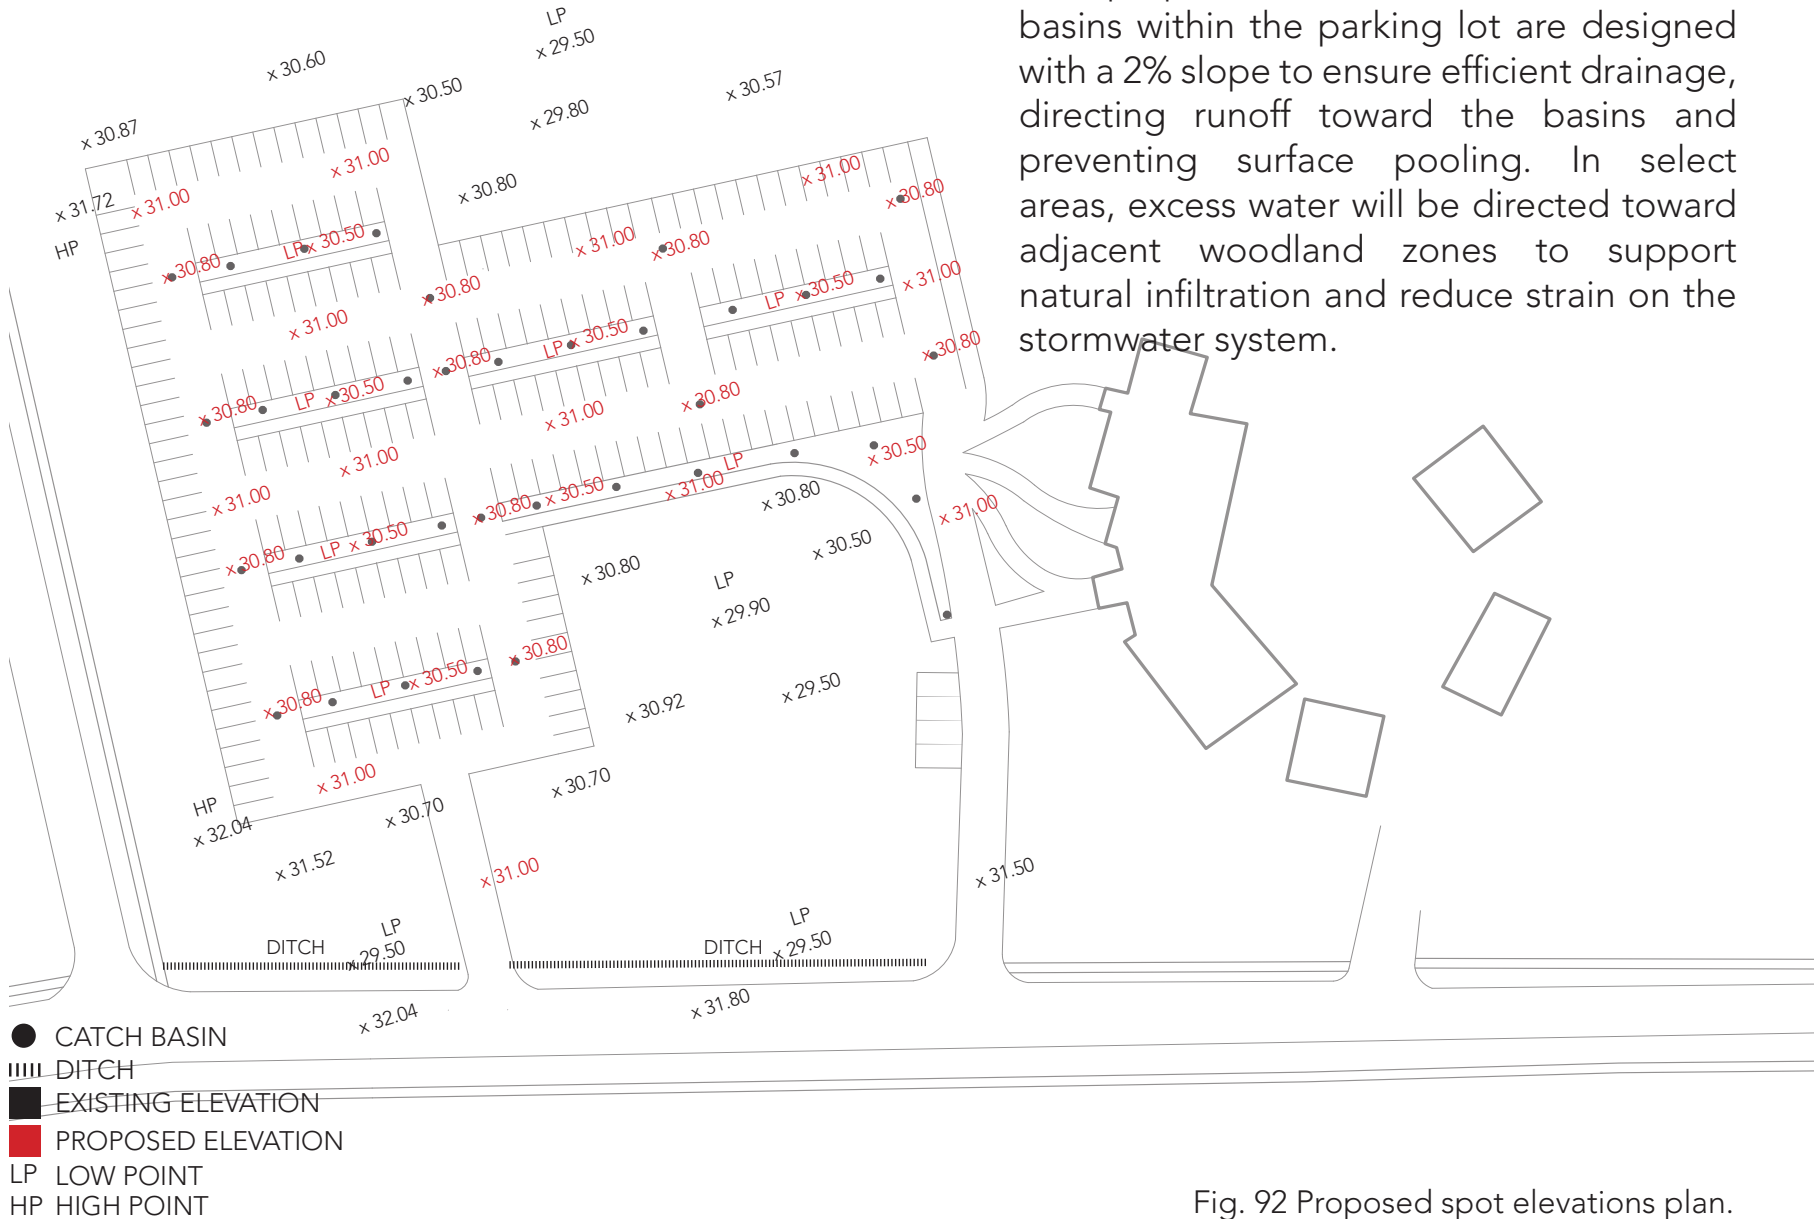 basins within the parking lot are designed
with a 2% slope to ensure efficient drainage,
directing runoff toward the basins and
preventing surface pooling. In select
areas, excess water will be directed toward
adjacent woodland zones to support
natural infiltration and reduce strain on the
stormwater system.
LP
x 29.50
x 30.60
x 30.50
x 30.57
x 29.80
x 30.87
x 31.00
x 31.00
x 30.80
x 31.00
x 30.80
x 31.72
HP
x 31.00
x 30.80
x 30.80
LP x 30.50
x 31.00
x 30.80
LP x 30.50
x 31.00
LP x 30.50
x 30.80
x 30.80
x 30.80
LP x 30.50
x 30.80
x 31.00
x 31.00
LP
x 30.50
x 31.00
x 30.80
x 30.50
x 31.00
x 30.80
x 31.00
x 30.80
LP x 30.50
x 30.50
x 30.80
LP
x 29.90
x 30.80
x 30.80
LP x 30.50
x 29.50
x 30.92
x 31.00
x 30.70
HP
x 32.04
x 30.70
x 31.52
x 31.00
x 31.50
LP
x 29.50
DITCH
LP
x 29.50
DITCH
x 32.04
x 31.80
CATCH BASIN
DITCH
EXISTING ELEVATION
PROPOSED ELEVATION
LP LOW POINT
HP HIGH POINT
Fig. 92 Proposed spot elevations plan.